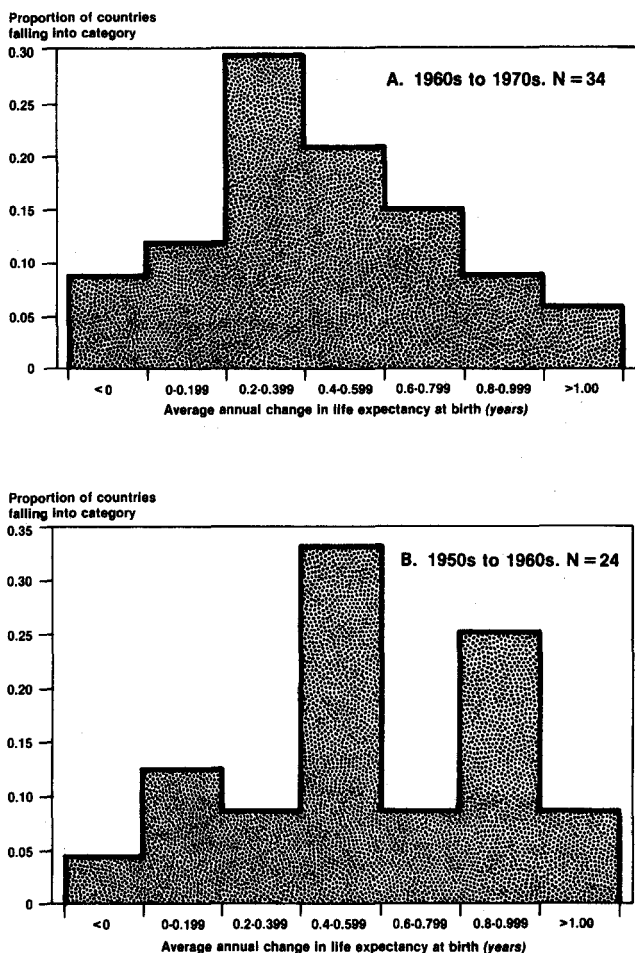 Proportion of countries
falling into category
A. 1960s to 1970s. N = 34
0.30
0.25
0.20
0.15
0.10
0.05
0
<0 0-0.199 0.2-0.399 0.4-0.599 0.6-0.799 0.8-0.999 >1.00
Average annual change in life expectancy at birth (years)
Proportion of countries
falling into category
B. 1950s to 1960s. N = 24
0.35
0.30
0.25
0.20
0.15
0.10
0.05
0
<0 0-0.199 0.2-0.399 0.4-0.599 0.6-0.799 0.8-0.999 >1.00
Average annual change in life expectancy at birth (years)